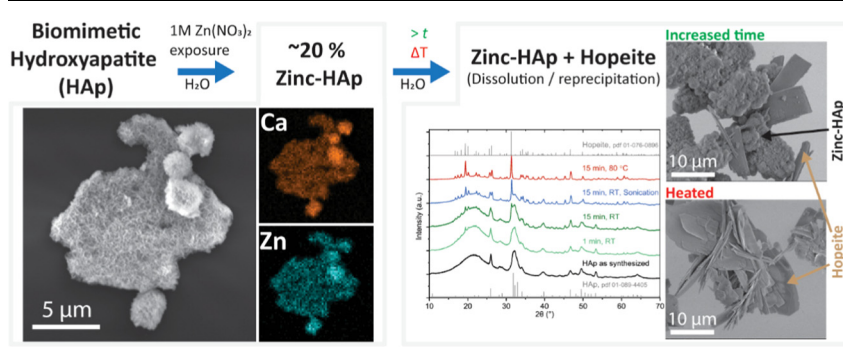 Biomimetic
Hydroxyapatite
(HAp)
1M Zn(NO₃)₂
exposure
H₂O
~20 %
Zinc-HAp
> t
ΔT
H₂O
Zinc-HAp + Hopeite
(Dissolution / reprecipitation)
5 μm
Ca
Zn
Intensity (a.u.)
Hopeite, pdf 01-076-0896
15 min, 80 °C
15 min, RT, Sonication
15 min, RT
1 min, RT
HAp as synthesized
HAp, pdf 01-086-4405
10 20 30 40 50 60 70
2θ (°)
Increased time
10 μm
Heated
10 μm
Zinc-HAp
Hopeite